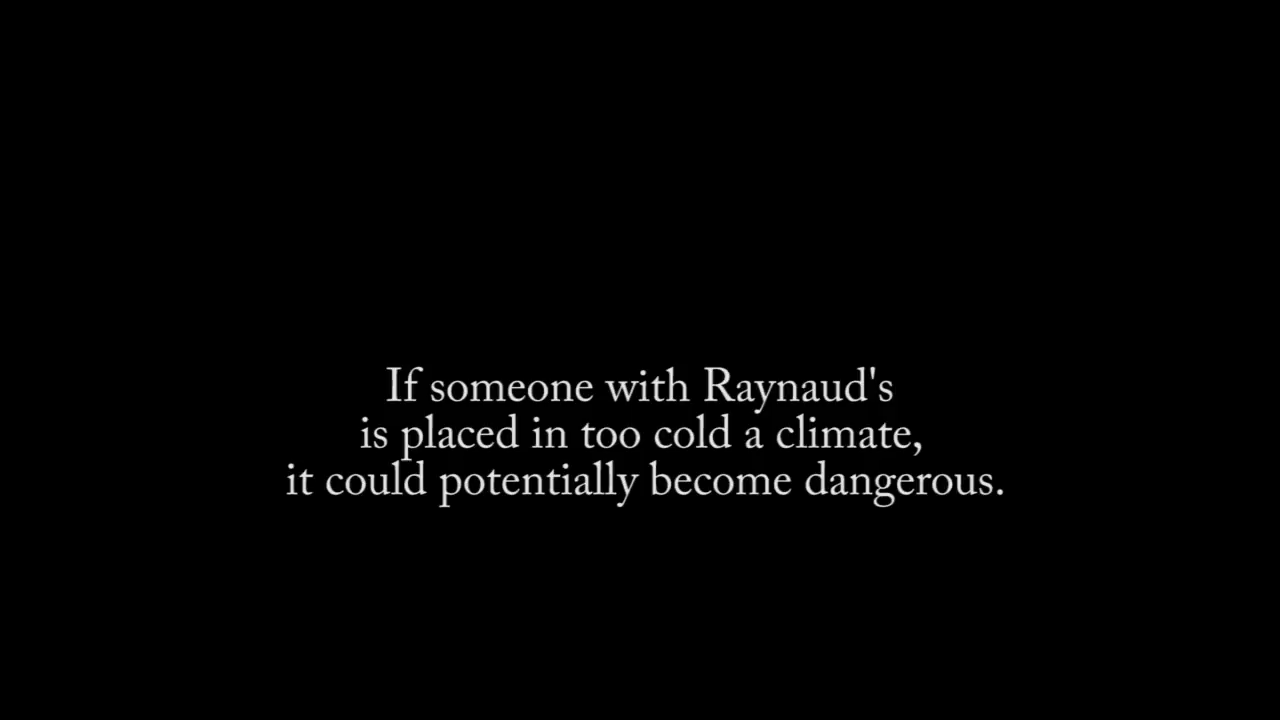 If someone with Raynaud's
is placed in too cold a climate,
it could potentially become dangerous.